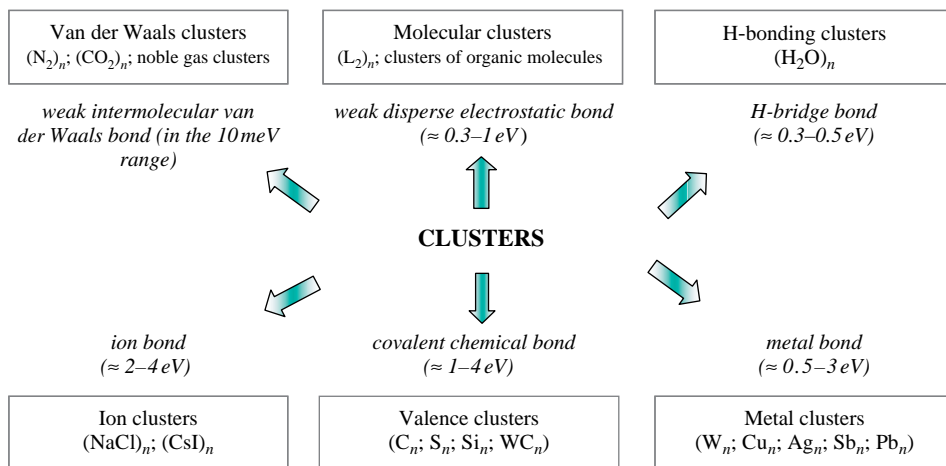 Van der Waals clusters
(N₂)ₙ; (CO₂)ₙ; noble gas clusters
Molecular clusters
(L₂)ₙ; clusters of organic molecules
H-bonding clusters
(H₂O)ₙ
weak intermolecular van
der Waals bond (in the 10 meV
range)
weak disperse electrostatic bond
(≈ 0.3–1 eV)
H-bridge bond
(≈ 0.3–0.5 eV)
CLUSTERS
ion bond
(≈ 2–4 eV)
covalent chemical bond
(≈ 1–4 eV)
metal bond
(≈ 0.5–3 eV)
Ion clusters
(NaCl)ₙ; (CsI)ₙ
Valence clusters
(Cₙ; Sₙ; Siₙ; WCₙ)
Metal clusters
(Wₙ; Cuₙ; Agₙ; Sbₙ; Pbₙ)